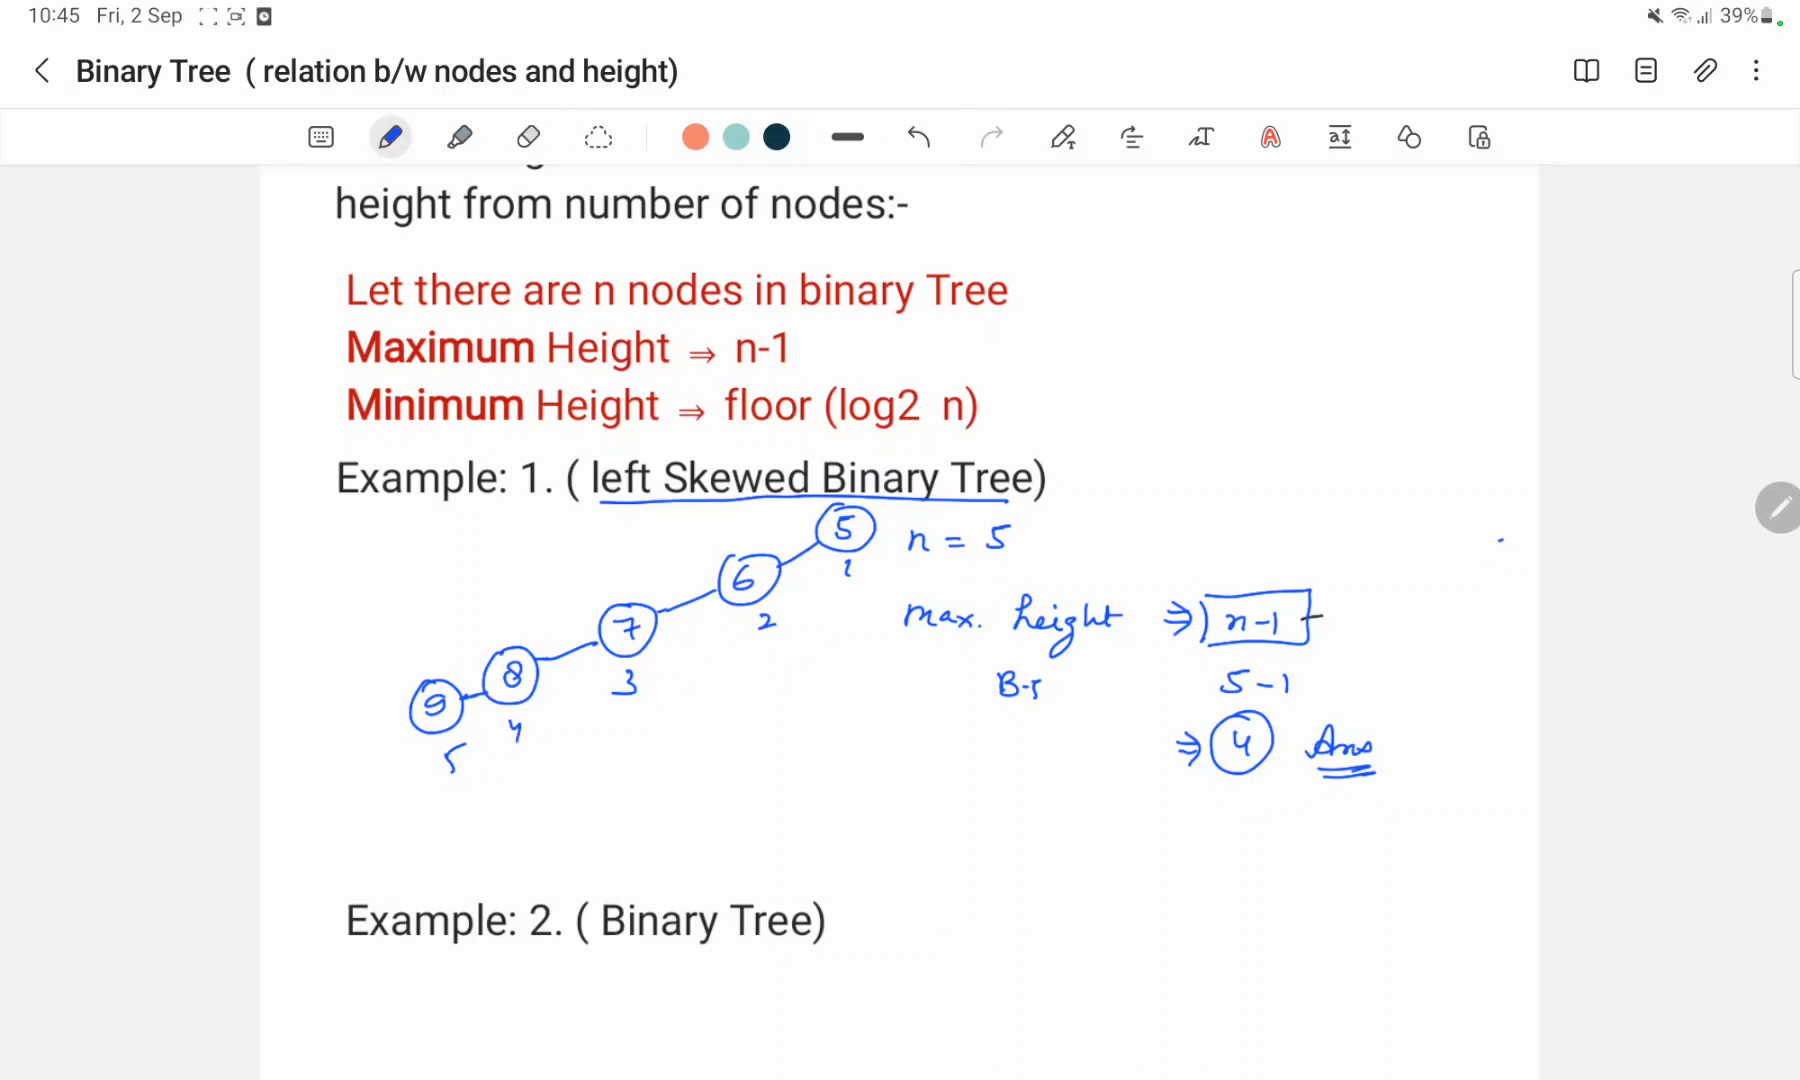 10:45 Fri, 2 Sep 39%
Binary Tree ( relation b/w nodes and height)
height from number of nodes:-
Let there are n nodes in binary Tree
Maximum Height ⇒ n-1
Minimum Height ⇒ floor (log2 n)
Example: 1. ( left Skewed Binary Tree)
5 n = 5
1
6
2
max. height ⇒ n-1
7
3
8
4
9
5
5-1
⇒ 4 Ans
Example: 2. ( Binary Tree)